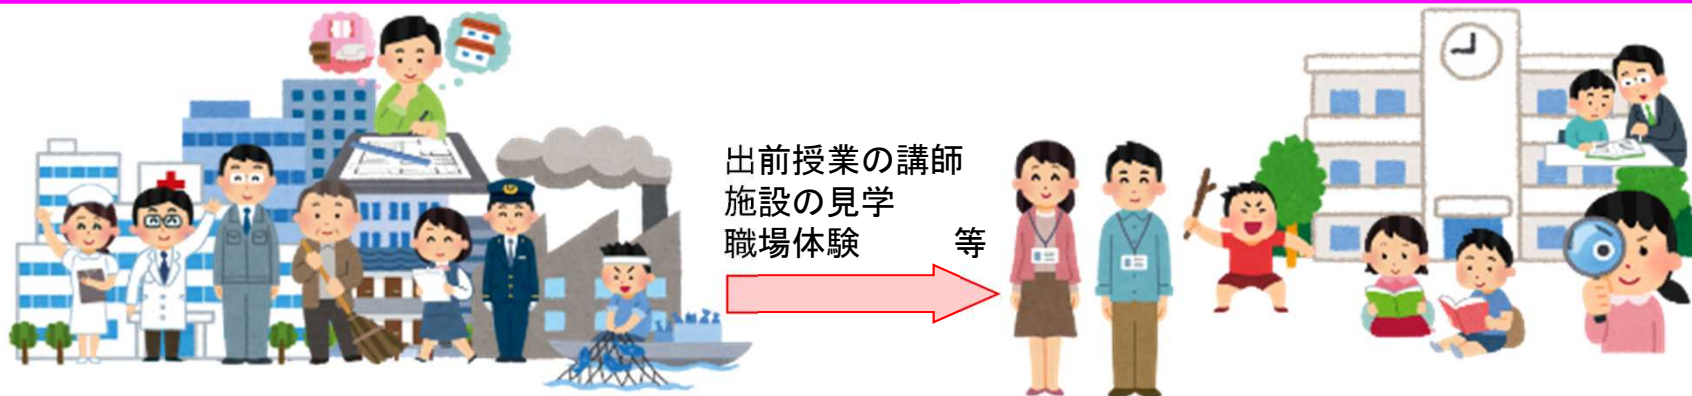 出前授業の講師
施設の見学
職場体験　　　等